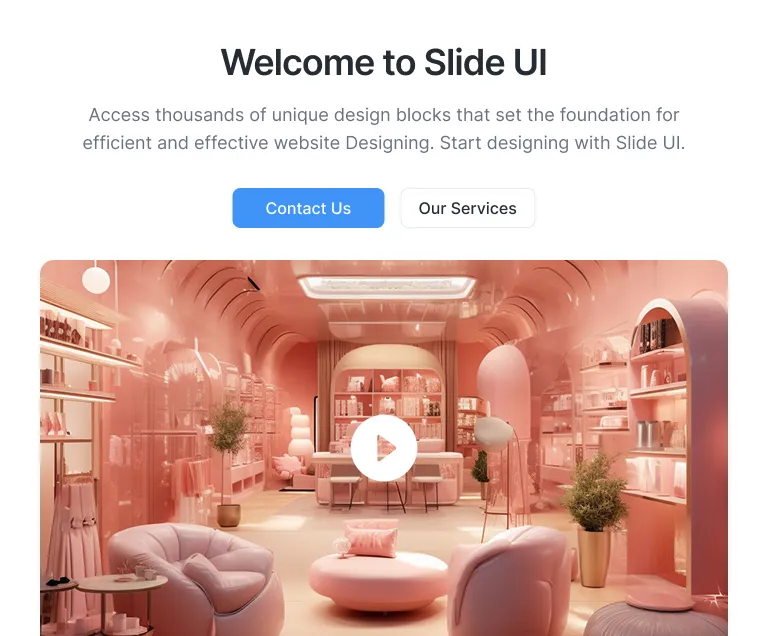 Welcome to Slide UI
Access thousands of unique design blocks that set the foundation for
efficient and effective website Designing. Start designing with Slide UI.
Contact Us
Our Services